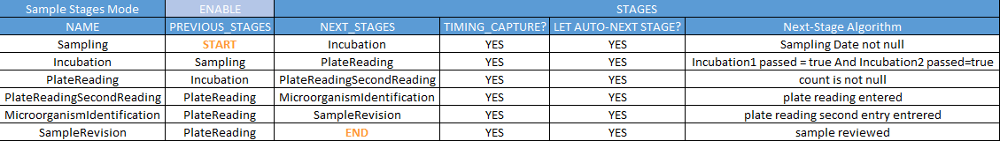 Sample Stages Mode ENABLE STAGES
NAME PREVIOUS_STAGES NEXT_STAGES TIMING_CAPTURE? LET AUTO-NEXT STAGE? Next-Stage Algorithm
Sampling START Incubation YES YES Sampling Date not null
Incubation Sampling PlateReading YES YES Incubation1 passed = true And Incubation2 passed=true
PlateReading Incubation PlateReadingSecondReading YES YES count is not null
PlateReadingSecondReading PlateReading MicroorganismIdentification YES YES plate reading entered
MicroorganismIdentification PlateReading SampleRevision YES YES plate reading second entry entrered
SampleRevision PlateReading END YES YES sample reviewed